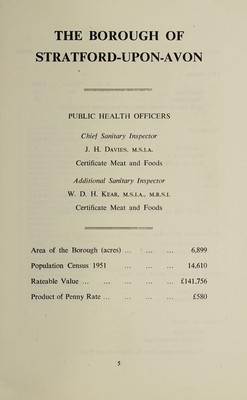 THE BOROUGH OF
STRATFORD-UPON-AVON
PUBLIC HEALTH OFFICERS
Chief Sanitary Inspector
J. H. DAVIES, M.S.I.A.
Certificate Meat and Foods
Additional Sanitary Inspector
W. D. H. KEAR, M.S.I.A., M.R.S.I.
Certificate Meat and Foods
Area of the Borough (acres) ... ... ... 6,899
Population Census 1951 ... ... ... 14,610
Rateable Value ... ... ... ... ... £141,756
Product of Penny Rate ... ... ... ... £580
5